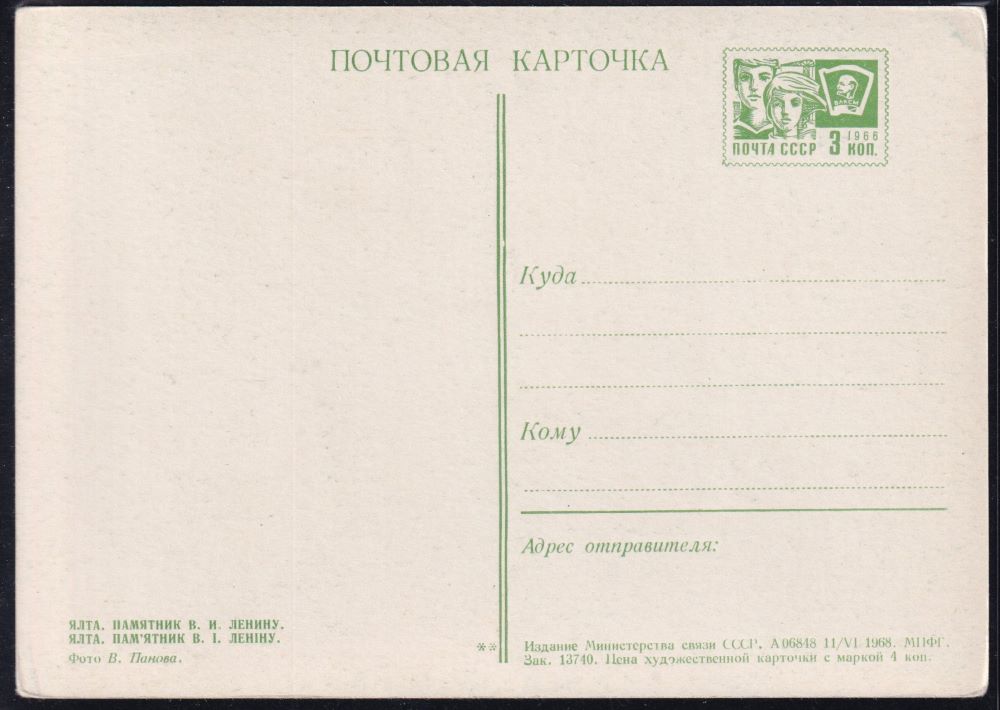 ПОЧТОВАЯ КАРТОЧКА
ВЛКСМ
1966
ПОЧТА СССР 3 КОП.
Куда
Кому
Адрес отправителя:
ЯЛТА. ПАМЯТНИК В. И. ЛЕНИНУ.
ЯЛТА. ПАМ'ЯТНИК В. І. ЛЕНІНУ.
Фото В. Панова.
**
Издание Министерства связи СССР. А 06848 11/VI 1968. МПФГ.
Зак. 13740. Цена художественной карточки с маркой 4 коп.